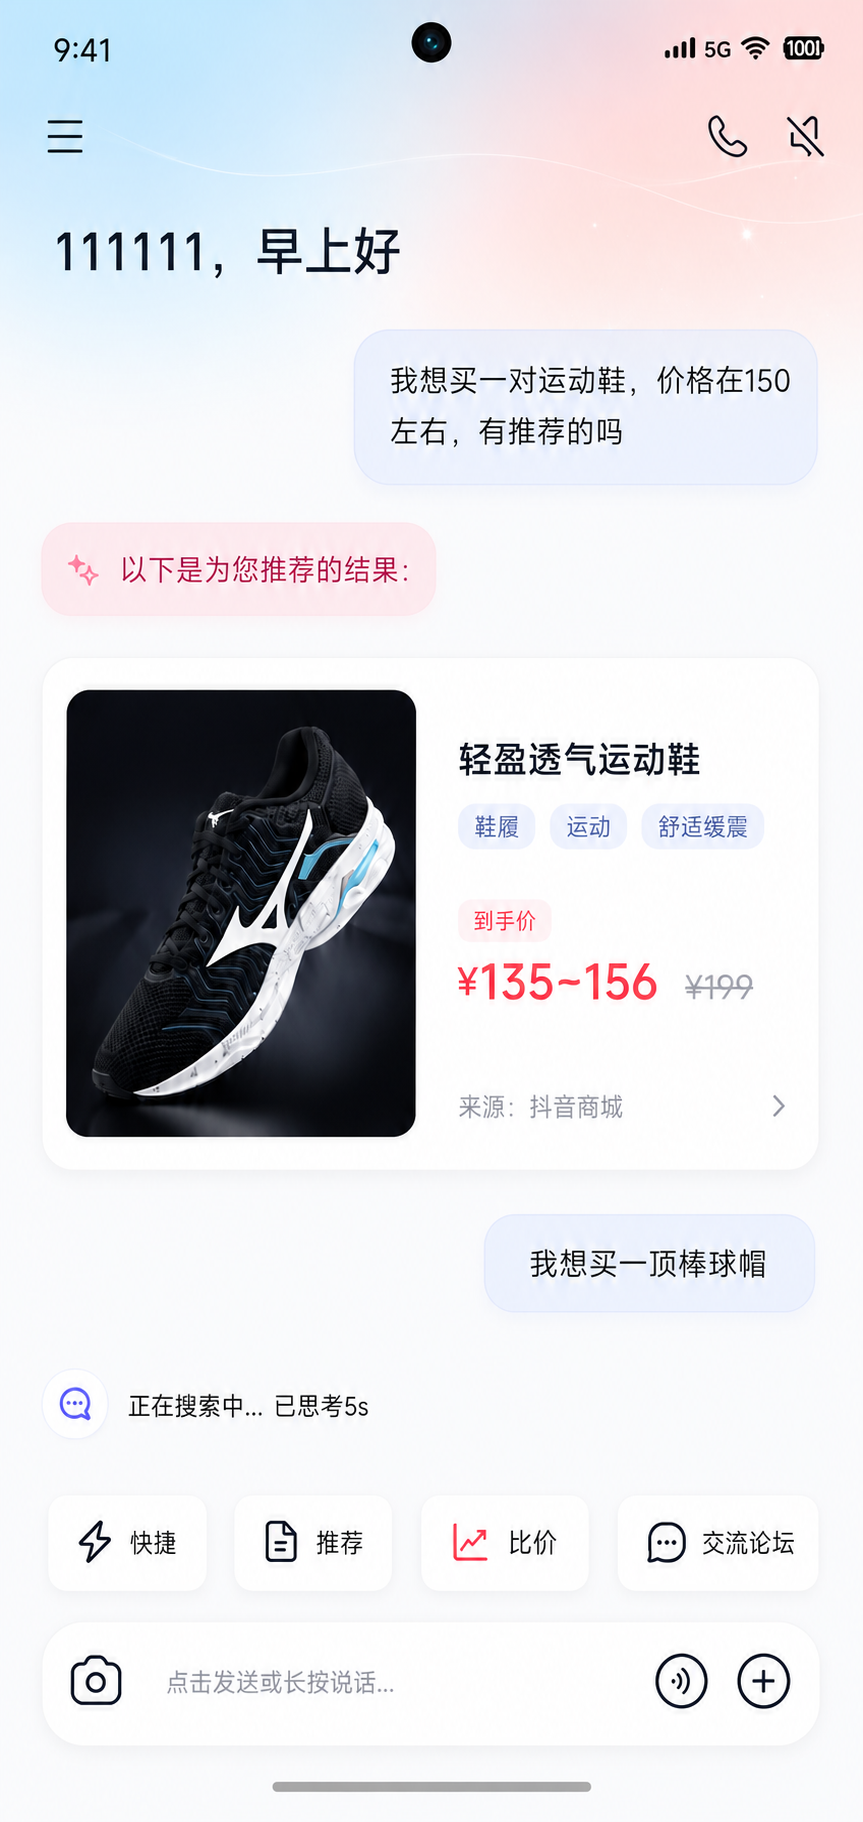 9:41
5G
100
111111，早上好
我想买一对运动鞋，价格在150
左右，有推荐的吗
以下是为您推荐的结果：
轻盈透气运动鞋
鞋履 运动 舒适缓震
到手价
¥135~156 ¥199
来源：抖音商城
我想买一顶棒球帽
正在搜索中... 已思考5s
快捷 推荐 比价 交流论坛
点击发送或长按说话...